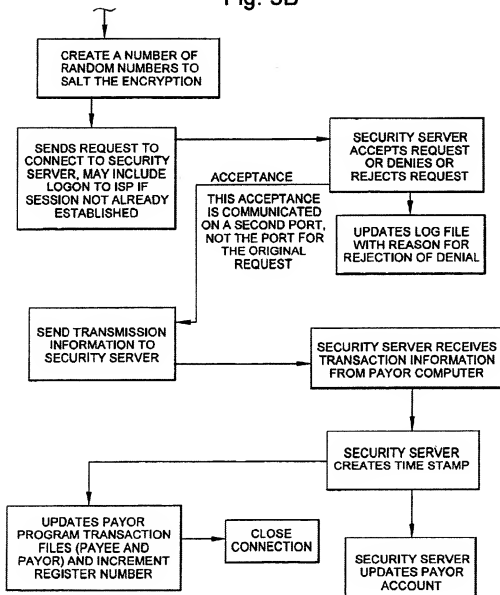 Fig. 3B
CREATE A NUMBER OF
RANDOM NUMBERS TO
SALT THE ENCRYPTION
SENDS REQUEST TO
CONNECT TO SECURITY
SERVER, MAY INCLUDE
LOGON TO ISP IF
SESSION NOT ALREADY
ESTABLISHED
SECURITY SERVER
ACCEPTS REQUEST
OR DENIES OR
REJECTS REQUEST
ACCEPTANCE
THIS ACCEPTANCE
IS COMMUNICATED
ON A SECOND PORT,
NOT THE PORT FOR
THE ORIGINAL
REQUEST
UPDATES LOG FILE
WITH REASON FOR
REJECTION OF DENIAL
SEND TRANSMISSION
INFORMATION TO
SECURITY SERVER
SECURITY SERVER RECEIVES
TRANSACTION INFORMATION
FROM PAYOR COMPUTER
SECURITY SERVER
CREATES TIME STAMP
UPDATES PAYOR
PROGRAM TRANSACTION
FILES (PAYEE AND
PAYOR) AND INCREMENT
REGISTER NUMBER
CLOSE
CONNECTION
SECURITY SERVER
UPDATES PAYOR
ACCOUNT